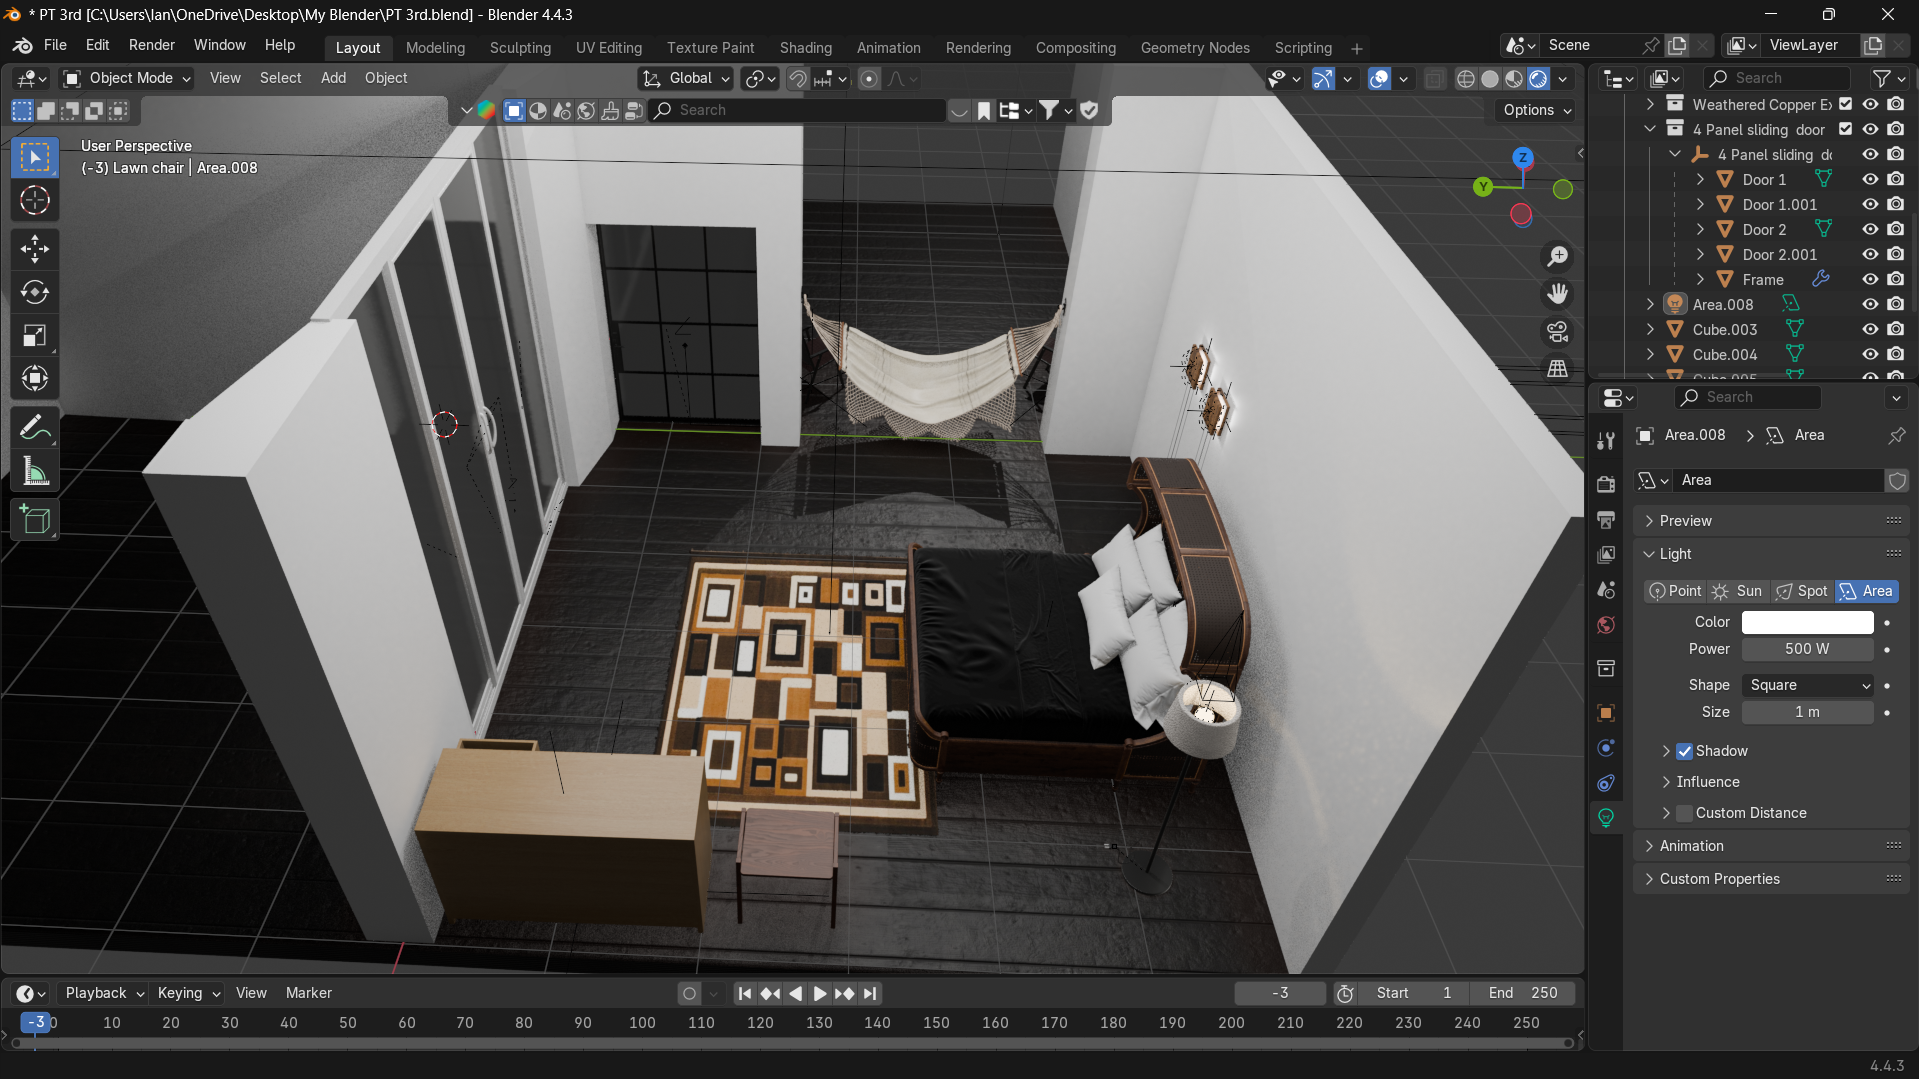 * PT 3rd [C:\Users\Ian\OneDrive\Desktop\My Blender\PT 3rd.blend] - Blender 4.4.3
File Edit Render Window Help
Layout Modeling Sculpting UV Editing Texture Paint Shading Animation Rendering Compositing Geometry Nodes Scripting +
Scene
ViewLayer
Object Mode View Select Add Object
Global
Search
Search
Options
User Perspective
(-3) Lawn chair | Area.008
Z
Y
Weathered Copper Ex
4 Panel sliding door
4 Panel sliding do
Door 1
Door 1.001
Door 2
Door 2.001
Frame
Area.008
Cube.003
Cube.004
Cube.005
Search
Area.008 > Area
Area
Preview
Light
Point Sun Spot Area
Color
Power 500 W
Shape Square
Size 1 m
Shadow
Influence
Custom Distance
Animation
Custom Properties
Playback Keying View Marker
-3
Start 1
End 250
-3 0 10 20 30 40 50 60 70 80 90 100 110 120 130 140 150 160 170 180 190 200 210 220 230 240 250
4.4.3